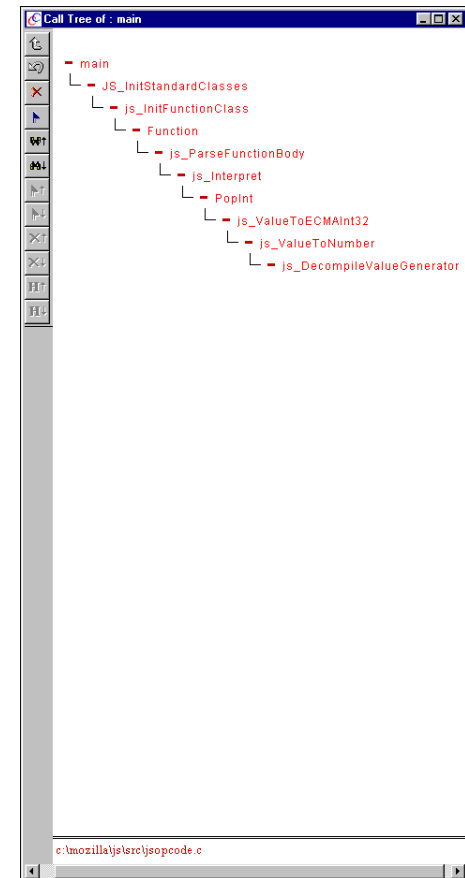 Call Tree of : main
main
JS_InitStandardClasses
js_InitFunctionClass
Function
js_ParseFunctionBody
js_Interpret
PopInt
js_ValueToECMAInt32
js_ValueToNumber
js_DecompileValueGenerator
H↑
H↓
c:\mozilla\js\src\jsopcode.c